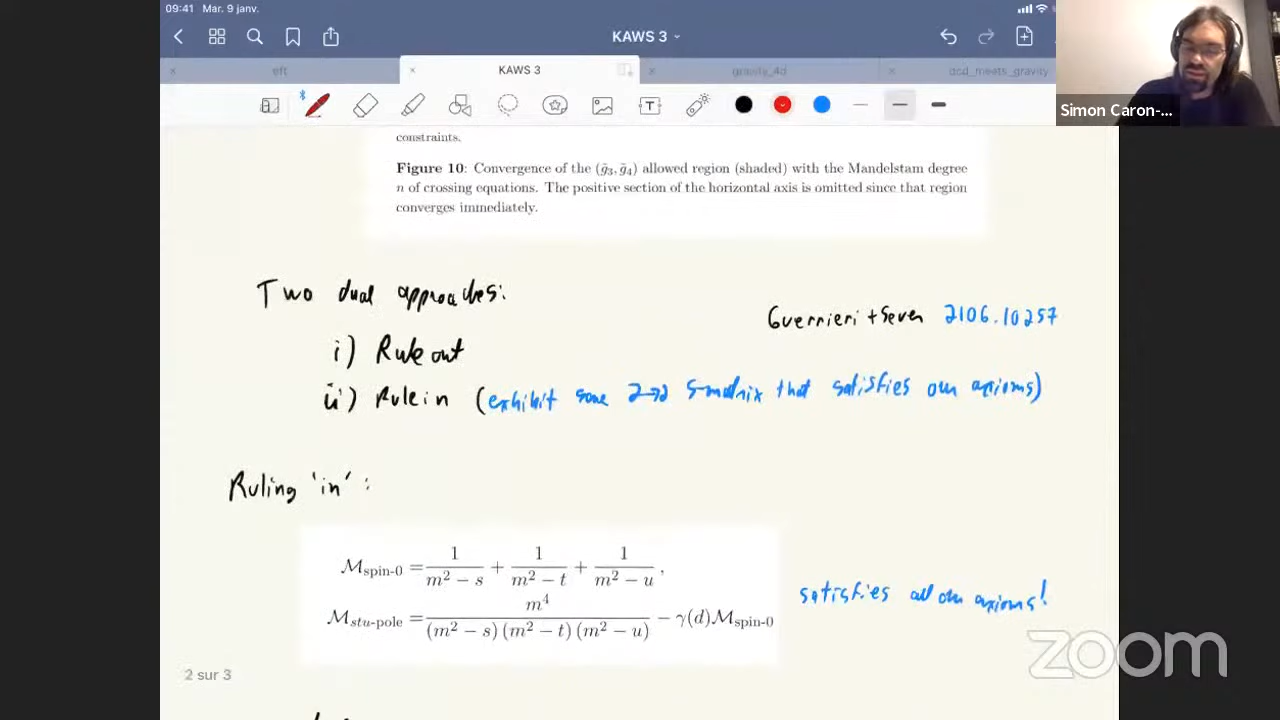 09:41 Mar. 9 janv.
KAWS 3
eft
KAWS 3
gravity_4d
qcd_meets_gravity
Simon Caron-...
constraints.
Figure 10: Convergence of the (g̃₃, g̃₄) allowed region (shaded) with the Mandelstam degree
n of crossing equations. The positive section of the horizontal axis is omitted since that region
converges immediately.
Two dual approaches:
Guerrieri + Sever 2106.10257
i) Rule out
ii) Rule in (exhibit some 2→2 S-matrix that satisfies our axioms)
Ruling 'in':
M_spin-0 = 1/(m² − s) + 1/(m² − t) + 1/(m² − u),
M_stu-pole = m⁴/((m² − s)(m² − t)(m² − u)) − γ(d)M_spin-0
satisfies all our axioms!
2 sur 3
zoom